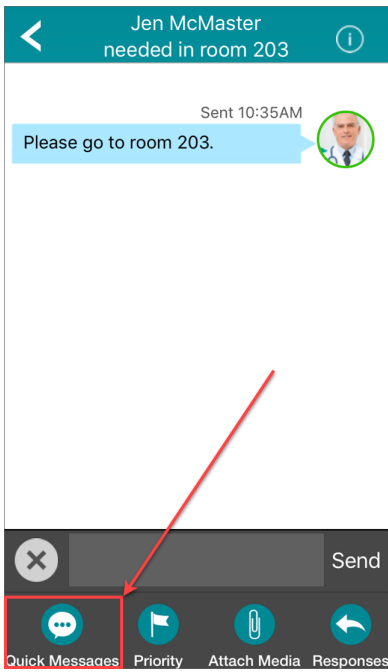 Jen McMaster
needed in room 203
Sent 10:35AM
Please go to room 203.
Send
Quick Messages Priority Attach Media Responses